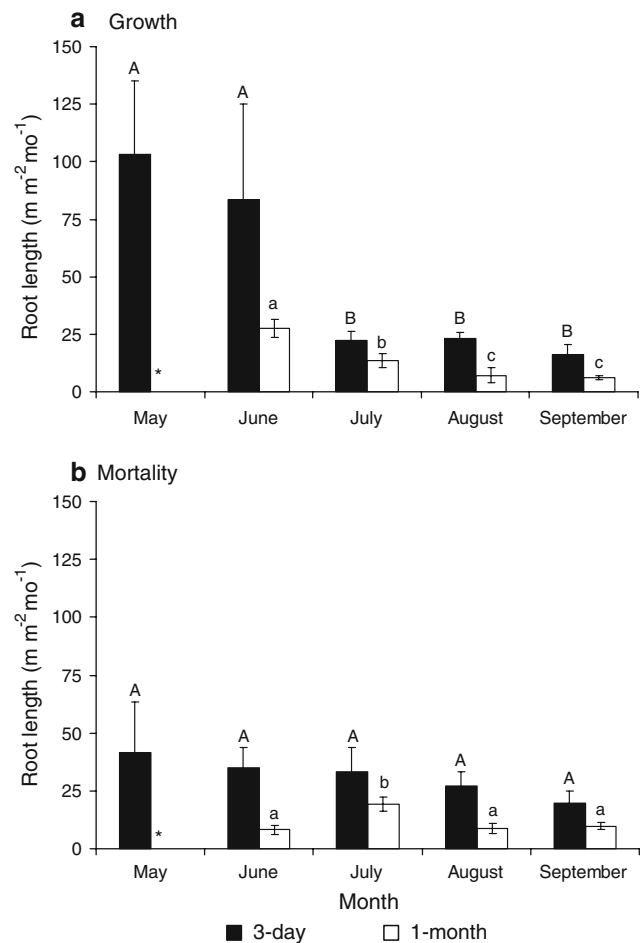 a Growth
Root length (m m⁻² mo⁻¹)
150
125
100
75
50
25
0
A
A
a
B
b
B
c
B
c
*
May June July August September
b Mortality
Root length (m m⁻² mo⁻¹)
150
125
100
75
50
25
0
A
A
a
A
b
A
a
A
a
*
May June July August September
Month
3-day 1-month